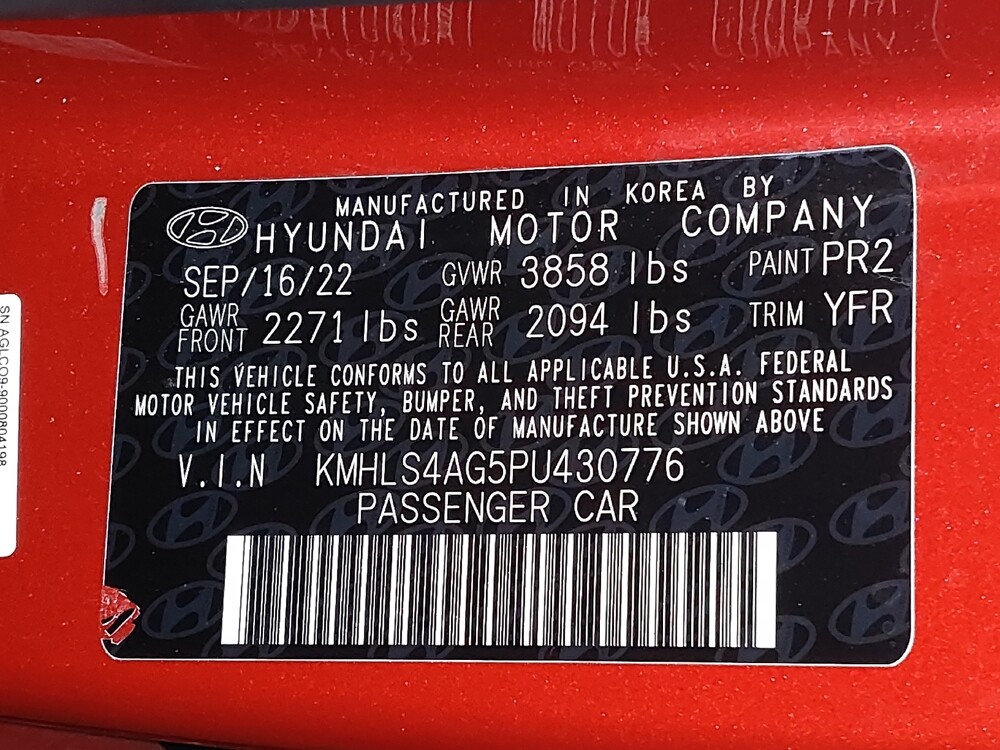 MANUFACTURED IN KOREA BY
HYUNDAI MOTOR COMPANY
SEP/16/22 GVWR 3858 lbs PAINT PR2
GAWR FRONT 2271 lbs GAWR REAR 2094 lbs TRIM YFR
THIS VEHICLE CONFORMS TO ALL APPLICABLE U.S.A. FEDERAL
MOTOR VEHICLE SAFETY, BUMPER, AND THEFT PREVENTION STANDARDS
IN EFFECT ON THE DATE OF MANUFACTURE SHOWN ABOVE
V.I.N KMHLS4AG5PU430776
PASSENGER CAR